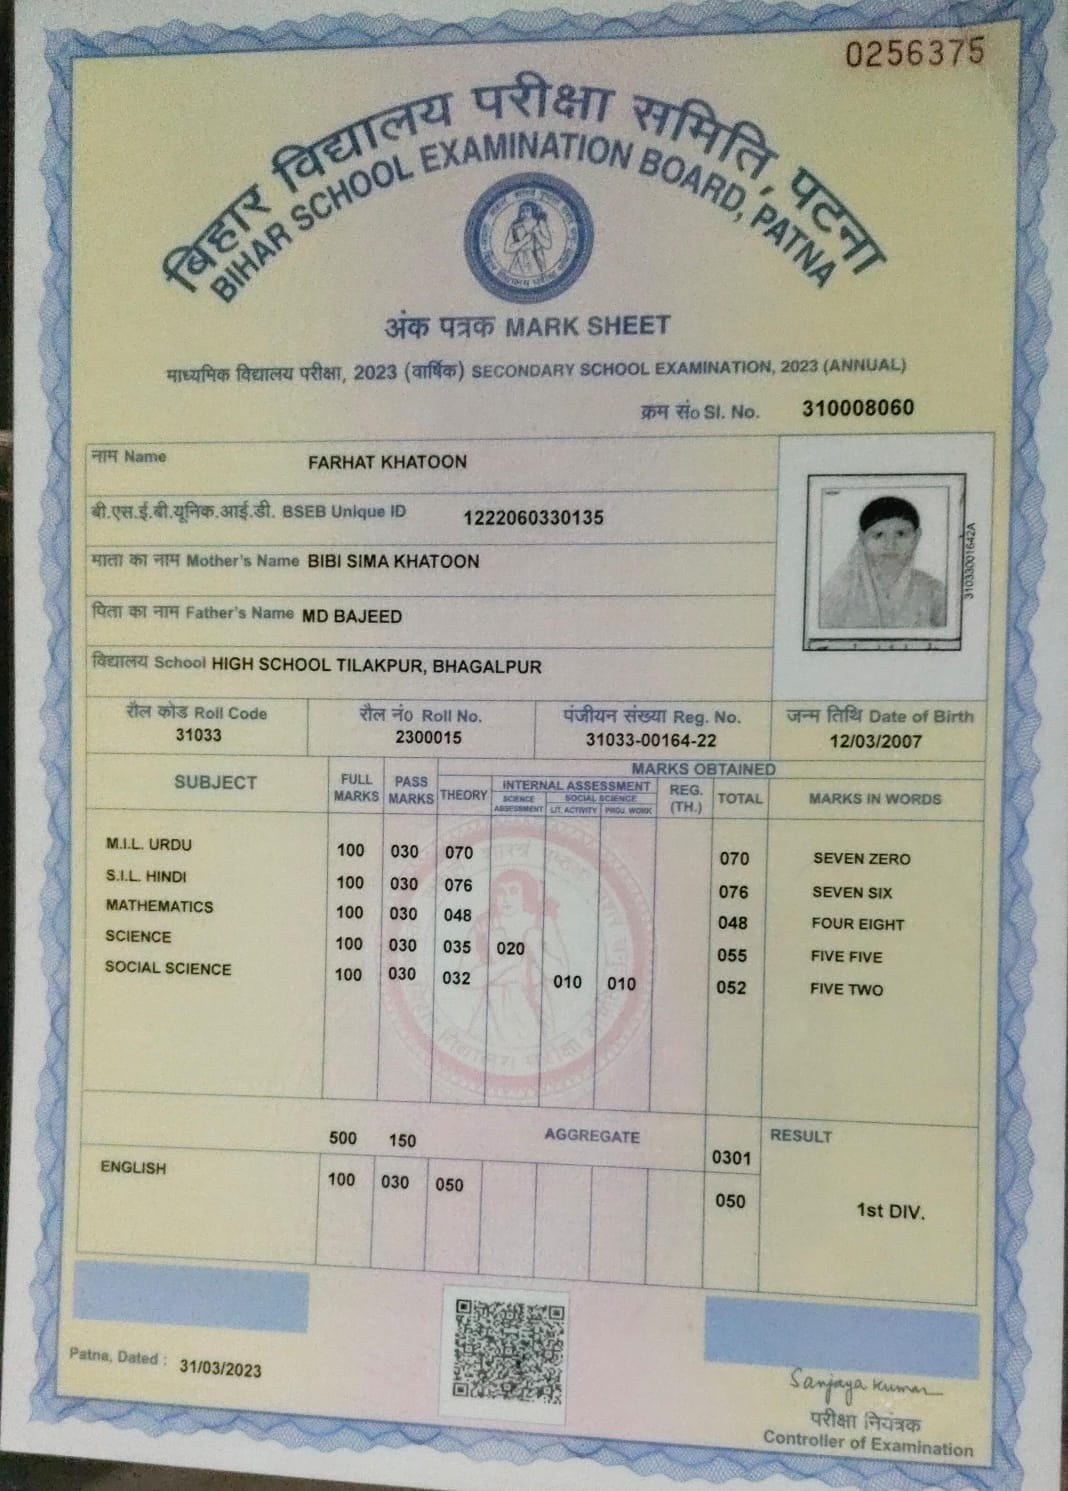 0256375
बिहार विद्यालय परीक्षा समिति, पटना
BIHAR SCHOOL EXAMINATION BOARD, PATNA
अंक पत्रक MARK SHEET
माध्यमिक विद्यालय परीक्षा, 2023 (वार्षिक) SECONDARY SCHOOL EXAMINATION, 2023 (ANNUAL)
क्रम सं० Sl. No. 310008060
नाम Name FARHAT KHATOON
बी.एस.ई.बी.यूनिक.आई.डी. BSEB Unique ID 1222060330135
माता का नाम Mother's Name BIBI SIMA KHATOON
पिता का नाम Father's Name MD BAJEED
विद्यालय School HIGH SCHOOL TILAKPUR, BHAGALPUR
31033001642A
रौल कोड Roll Code रौल नं० Roll No. पंजीयन संख्या Reg. No. जन्म तिथि Date of Birth
31033 2300015 31033-00164-22 12/03/2007
MARKS OBTAINED
SUBJECT FULL MARKS PASS MARKS THEORY INTERNAL ASSESSMENT REG. (TH.) TOTAL MARKS IN WORDS
SCIENCE ASSESSMENT SOCIAL SCIENCE
LIT. ACTIVITY PROJ. WORK
M.I.L. URDU 100 030 070 070 SEVEN ZERO
S.I.L. HINDI 100 030 076 076 SEVEN SIX
MATHEMATICS 100 030 048 048 FOUR EIGHT
SCIENCE 100 030 035 020 055 FIVE FIVE
SOCIAL SCIENCE 100 030 032 010 010 052 FIVE TWO
500 150 AGGREGATE 0301 RESULT
ENGLISH 100 030 050 050 1st DIV.
Patna, Dated : 31/03/2023
Sanjaya Kumar
परीक्षा नियंत्रक
Controller of Examination